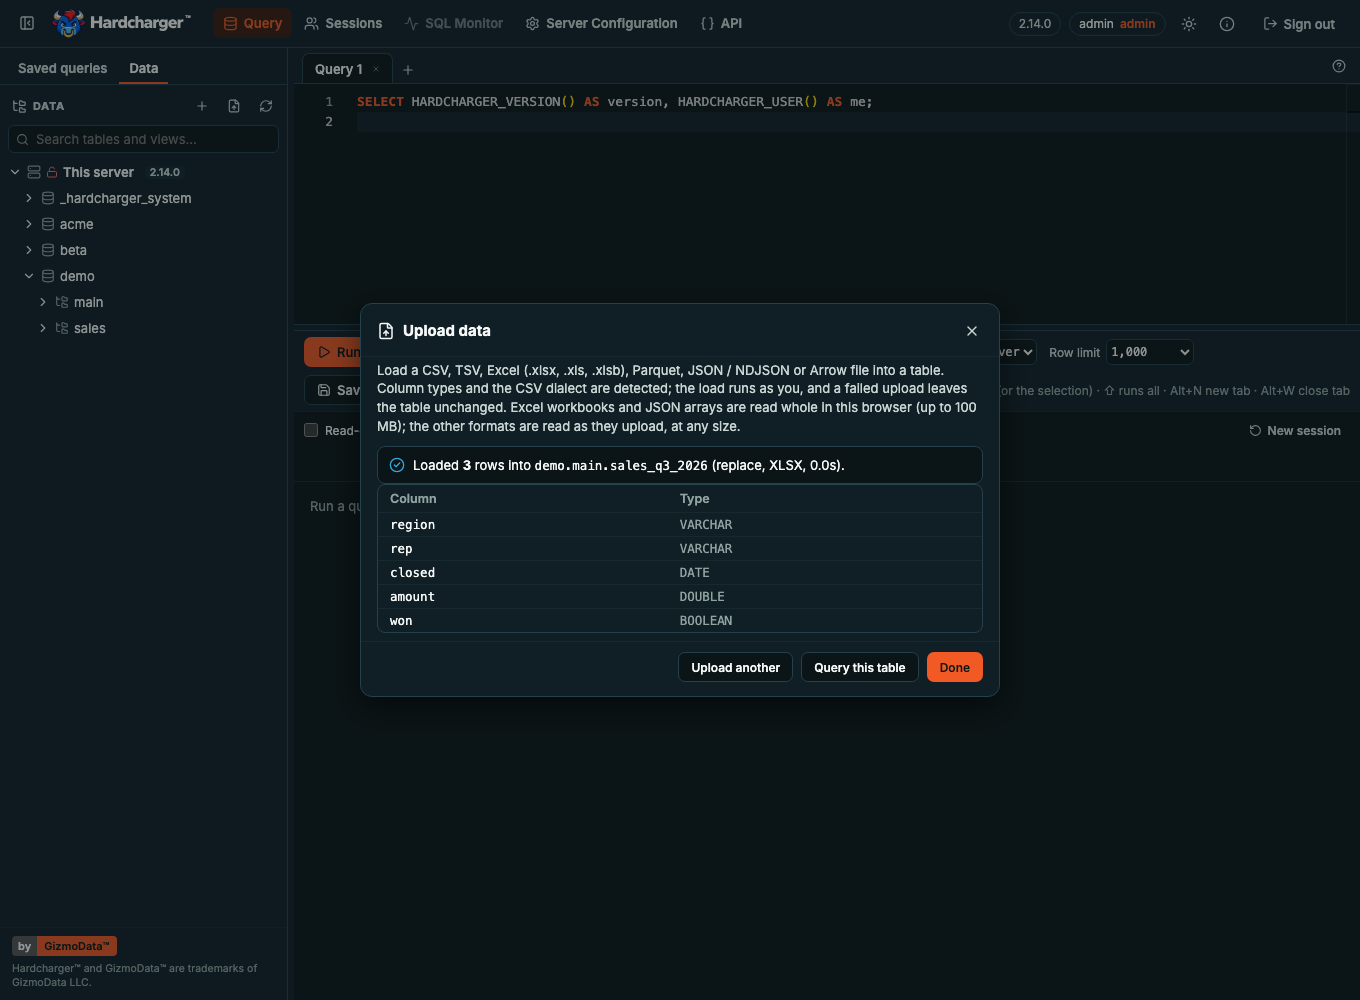 Hardcharger™
Query
Sessions
SQL Monitor
Server Configuration
{ } API
2.14.0
admin admin
Sign out
Saved queries
Data
Query 1 ×
+
DATA
Search tables and views...
This server 2.14.0
_hardcharger_system
acme
beta
demo
main
sales
1 SELECT HARDCHARGER_VERSION() AS version, HARDCHARGER_USER() AS me;
2
Run
ver
Row limit 1,000
(or the selection) · ⇧ runs all · Alt+N new tab · Alt+W close tab
Read-
New session
Upload data
Load a CSV, TSV, Excel (.xlsx, .xls, .xlsb), Parquet, JSON / NDJSON or Arrow file into a table.
Column types and the CSV dialect are detected; the load runs as you, and a failed upload leaves
the table unchanged. Excel workbooks and JSON arrays are read whole in this browser (up to 100
MB); the other formats are read as they upload, at any size.
Loaded 3 rows into demo.main.sales_q3_2026 (replace, XLSX, 0.0s).
Column Type
region VARCHAR
rep VARCHAR
closed DATE
amount DOUBLE
won BOOLEAN
Upload another
Query this table
Done
by GizmoData™
Hardcharger™ and GizmoData™ are trademarks of
GizmoData LLC.